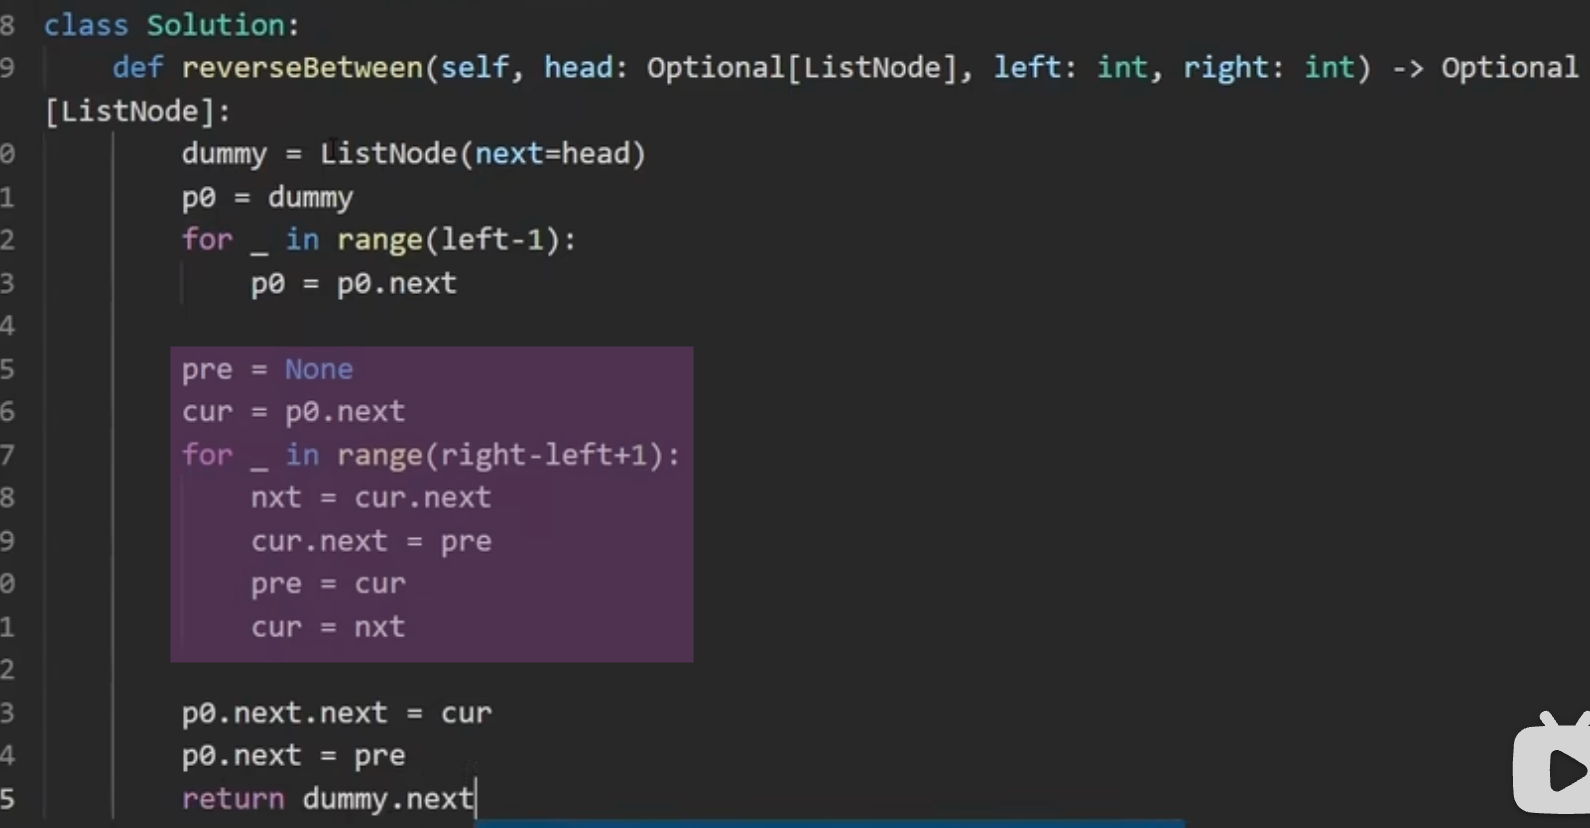 8 class Solution:
9     def reverseBetween(self, head: Optional[ListNode], left: int, right: int) -> Optional
[ListNode]:
0         dummy = ListNode(next=head)
1         p0 = dummy
2         for _ in range(left-1):
3             p0 = p0.next
4
5         pre = None
6         cur = p0.next
7         for _ in range(right-left+1):
8             nxt = cur.next
9             cur.next = pre
0             pre = cur
1             cur = nxt
2
3         p0.next.next = cur
4         p0.next = pre
5         return dummy.next